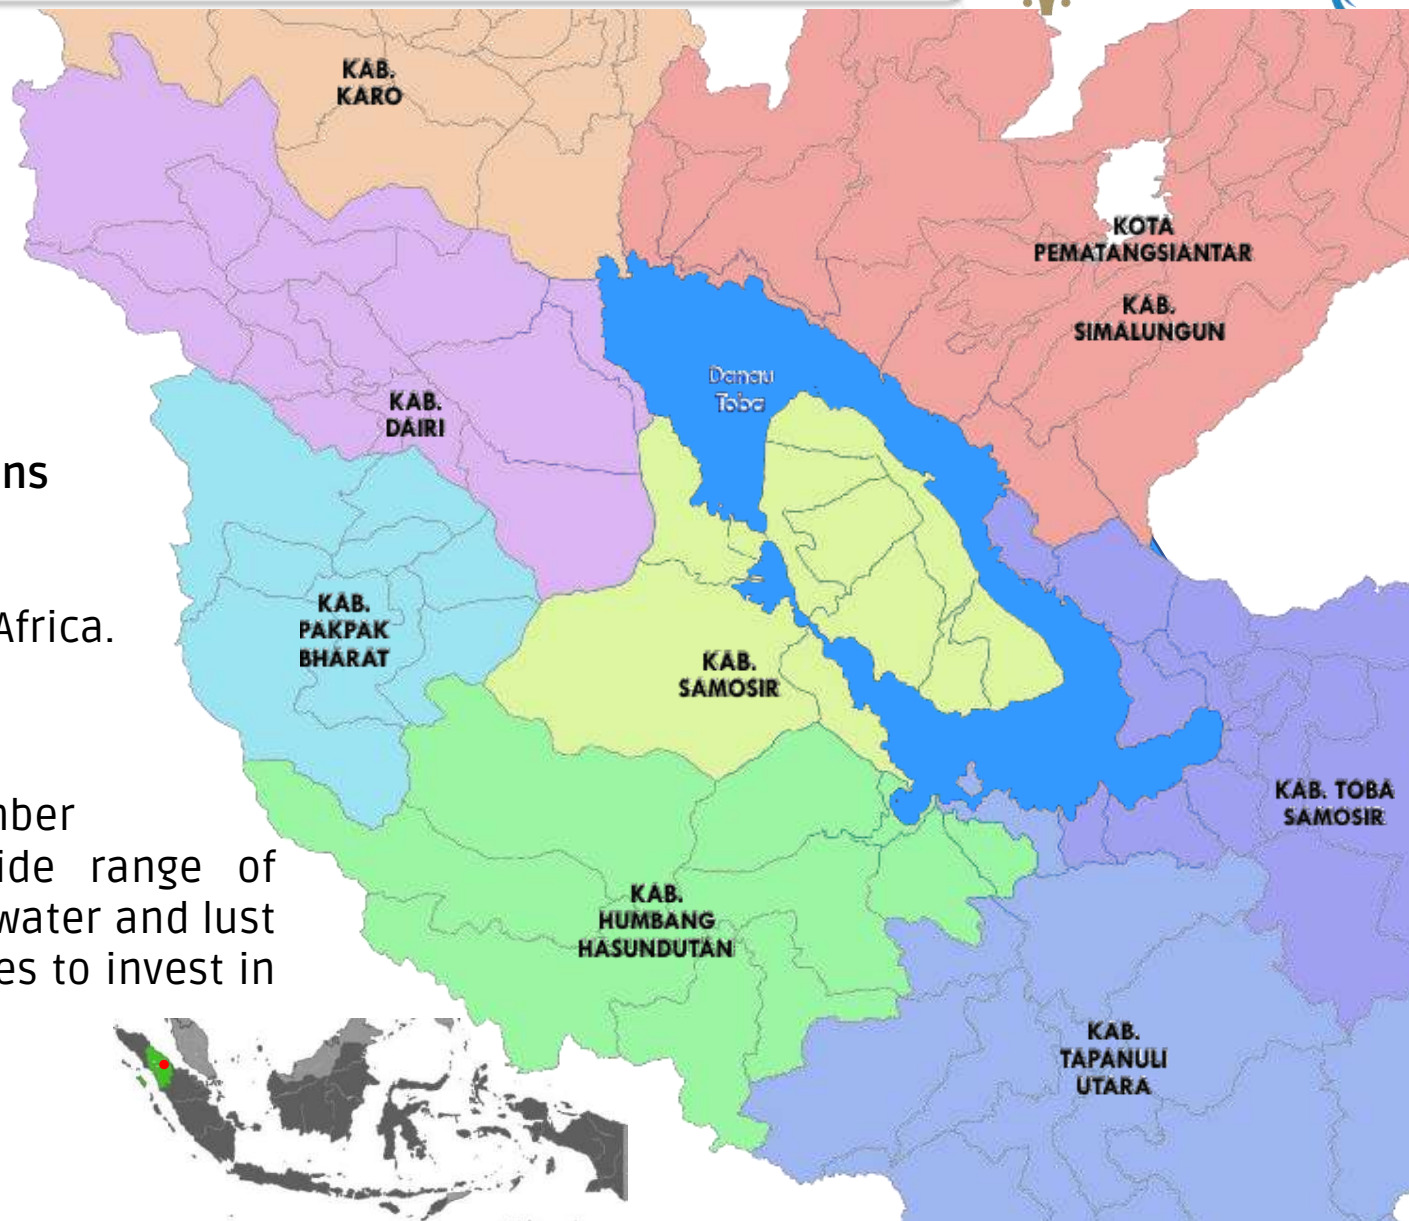 KAB.
KARO
KOTA
PEMATANGSIANTAR
KAB.
SIMALUNGUN
Danau
Toba
KAB.
DAIRI
ns
Africa.
KAB.
PAKPAK
BHARAT
KAB.
SAMOSIR
KAB. TOBA
SAMOSIR
mber
ide range of
water and lust
es to invest in
KAB.
HUMBANG
HASUNDUTAN
KAB.
TAPANULI
UTARA